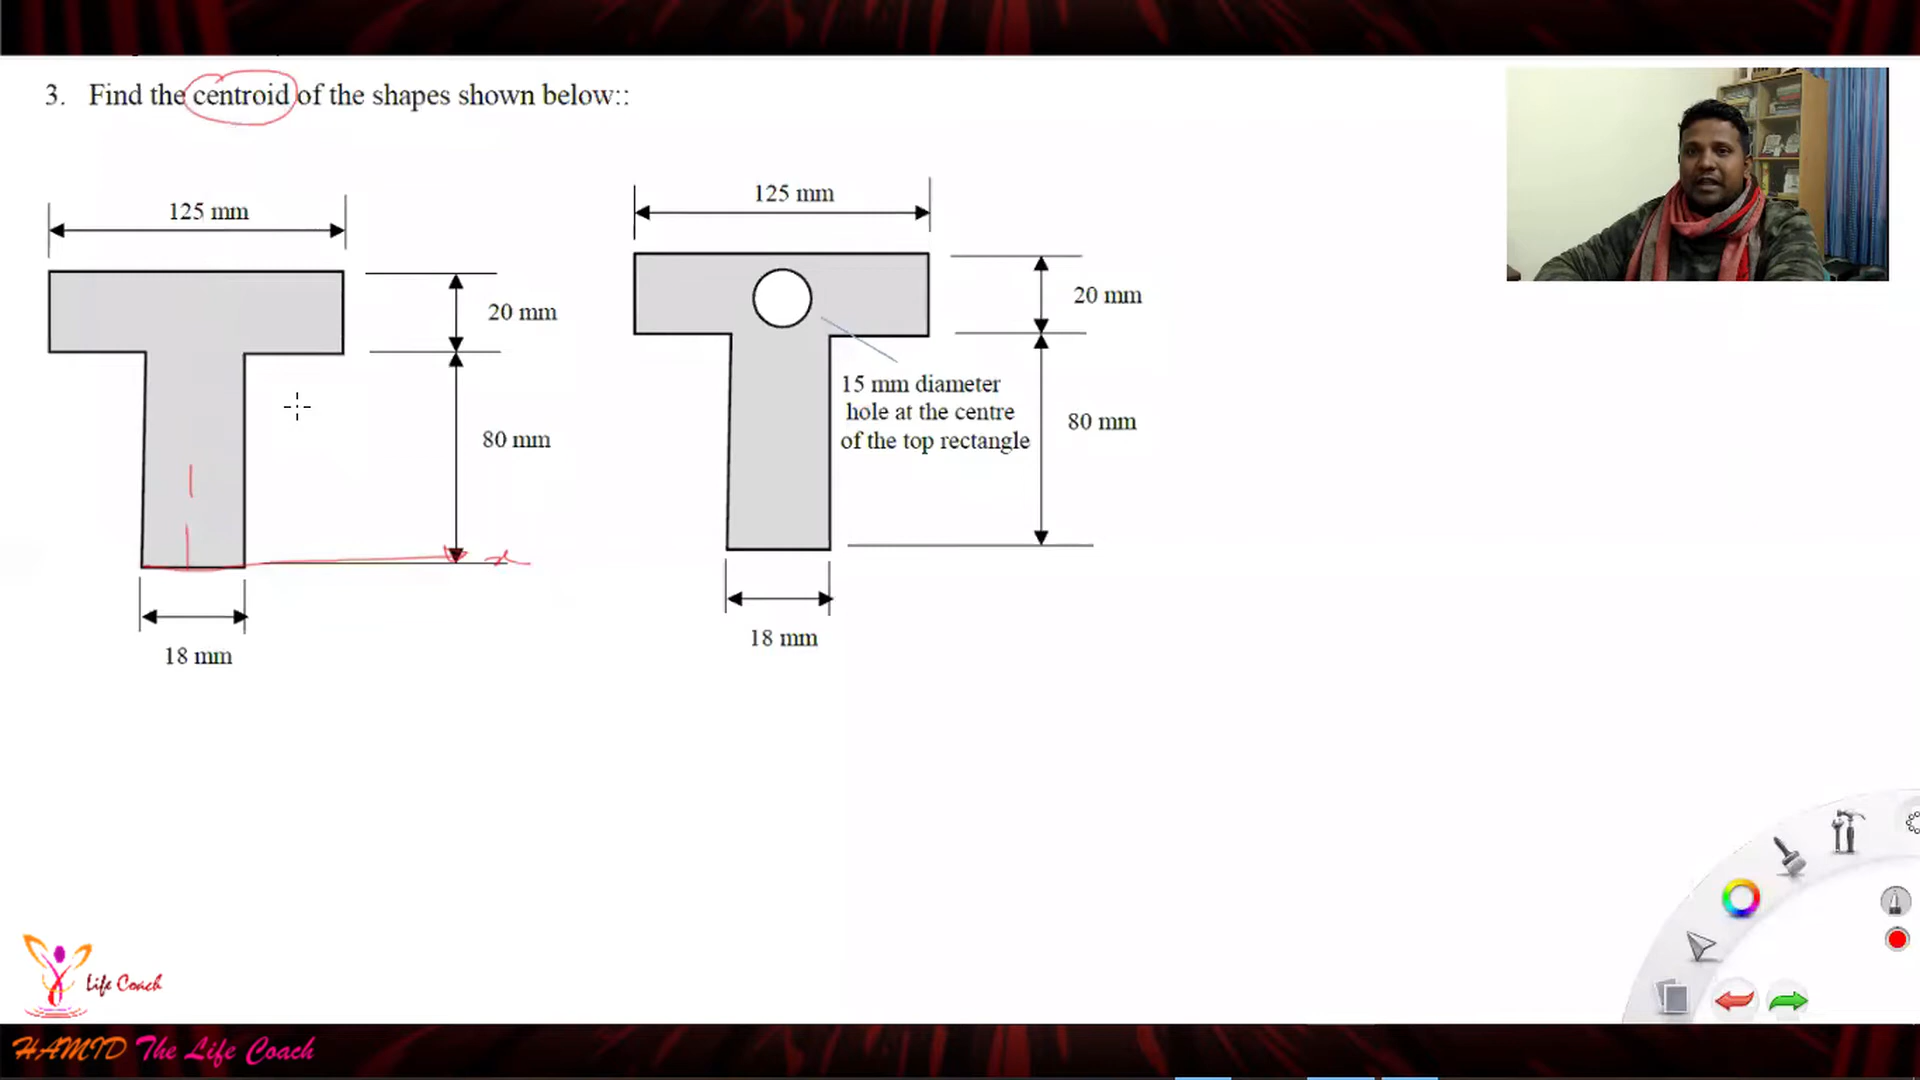 3. Find the centroid of the shapes shown below::
125 mm
20 mm
80 mm
18 mm
125 mm
20 mm
15 mm diameter
hole at the centre
of the top rectangle
80 mm
18 mm
x
Life Coach
HAMID The Life Coach